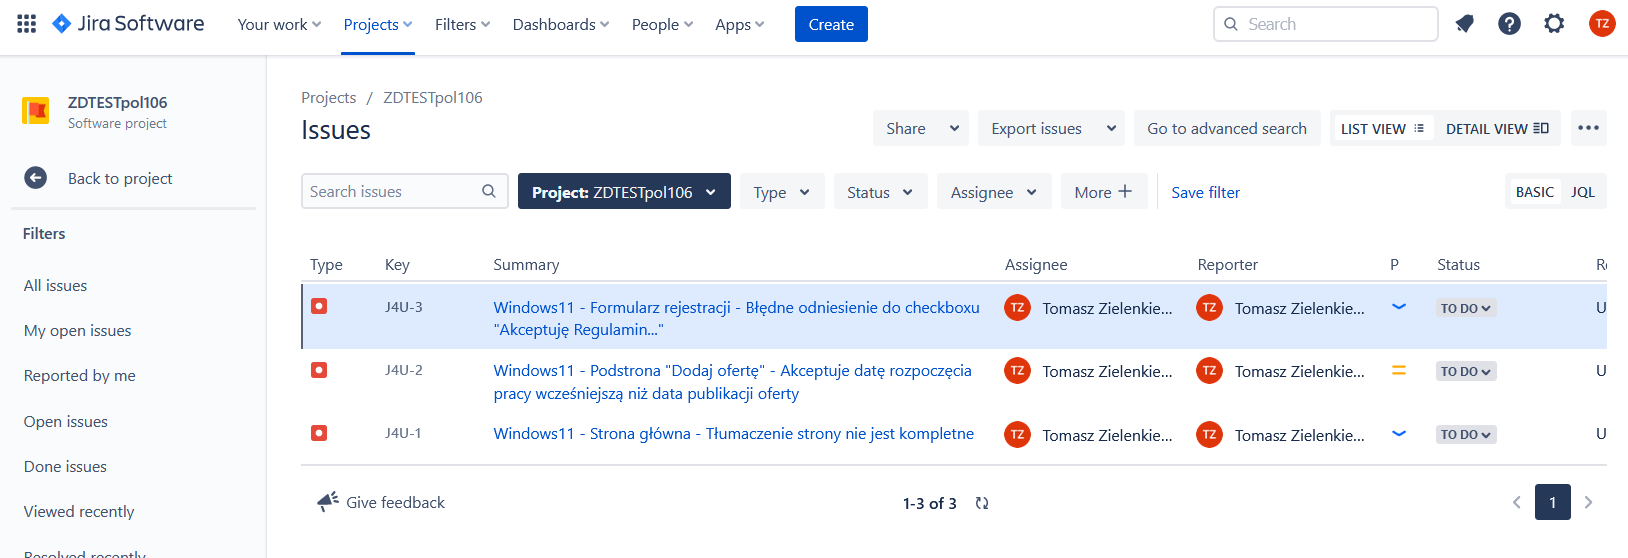 Jira Software
Your work
Projects
Filters
Dashboards
People
Apps
Create
Search
TZ
ZDTESTpol106
Software project
Back to project
Filters
All issues
My open issues
Reported by me
Open issues
Done issues
Viewed recently
Resolved recently
Projects / ZDTESTpol106
Issues
Share
Export issues
Go to advanced search
LIST VIEW
DETAIL VIEW
Search issues
Project: ZDTESTpol106
Type
Status
Assignee
More
Save filter
BASIC
JQL
Type Key Summary Assignee Reporter P Status
J4U-3 Windows11 - Formularz rejestracji - Błędne odniesienie do checkboxu TZ Tomasz Zielenkie... TZ Tomasz Zielenkie... TO DO U
"Akceptuję Regulamin..."
J4U-2 Windows11 - Podstrona "Dodaj ofertę" - Akceptuje datę rozpoczęcia TZ Tomasz Zielenkie... TZ Tomasz Zielenkie... TO DO U
pracy wcześniejszą niż data publikacji oferty
J4U-1 Windows11 - Strona główna - Tłumaczenie strony nie jest kompletne TZ Tomasz Zielenkie... TZ Tomasz Zielenkie... TO DO U
Give feedback
1-3 of 3
1